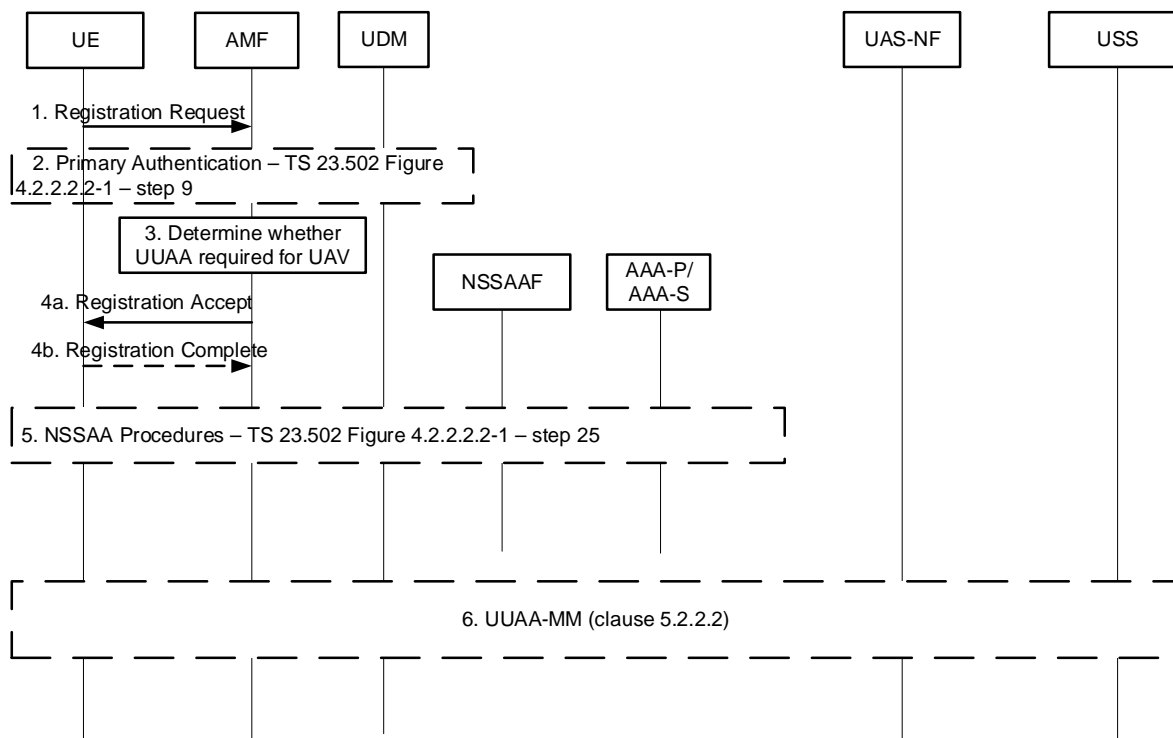 UE
AMF
UDM
UAS-NF
USS
1. Registration Request
2. Primary Authentication – TS 23.502 Figure
4.2.2.2.2-1 – step 9
3. Determine whether
UUAA required for UAV
NSSAAF
AAA-P/
AAA-S
4a. Registration Accept
4b. Registration Complete
5. NSSAA Procedures – TS 23.502 Figure 4.2.2.2.2-1 – step 25
6. UUAA-MM (clause 5.2.2.2)